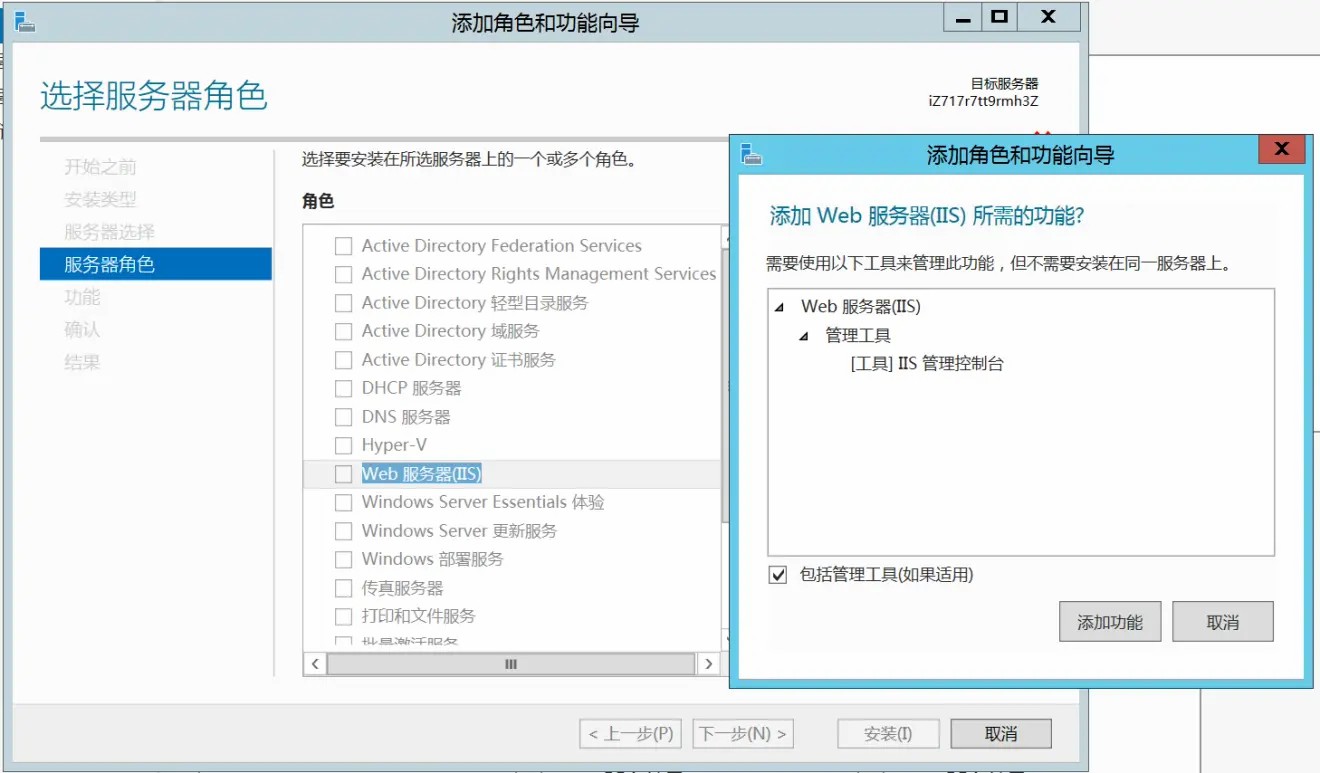 添加角色和功能向导
选择服务器角色
目标服务器
iZ717r7tt9rmh3Z
开始之前
安装类型
服务器选择
服务器角色
功能
确认
结果
选择要安装在所选服务器上的一个或多个角色。
角色
Active Directory Federation Services
Active Directory Rights Management Services
Active Directory 轻型目录服务
Active Directory 域服务
Active Directory 证书服务
DHCP 服务器
DNS 服务器
Hyper-V
Web 服务器(IIS)
Windows Server Essentials 体验
Windows Server 更新服务
Windows 部署服务
传真服务器
打印和文件服务
批量激活服务
< 上一步(P)
下一步(N) >
安装(I)
取消
添加角色和功能向导
添加 Web 服务器(IIS) 所需的功能?
需要使用以下工具来管理此功能，但不需要安装在同一服务器上。
Web 服务器(IIS)
管理工具
[工具] IIS 管理控制台
包括管理工具(如果适用)
添加功能
取消